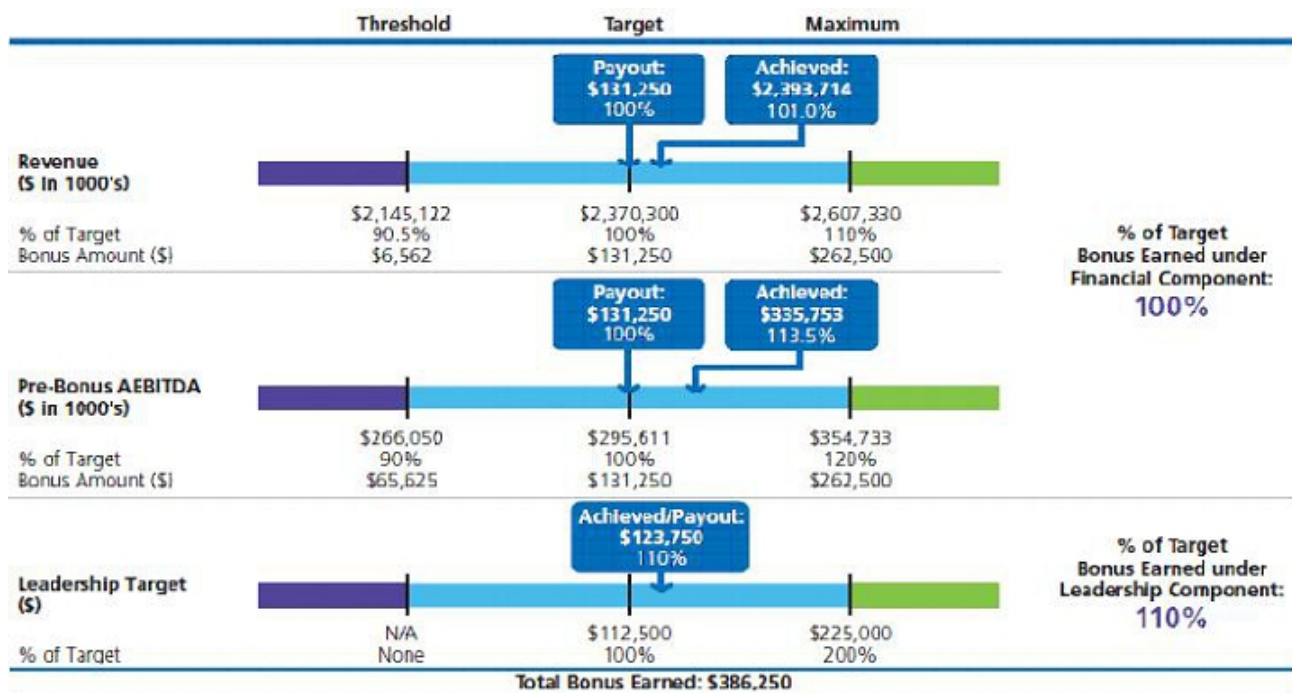 Threshold Target Maximum
Payout: Achieved:
$131,250 $2,393,714
100% 101.0%
Revenue
($ in 1000's)
$2,145,122 $2,370,300 $2,607,330
% of Target 90.5% 100% 110%
Bonus Amount ($) $6,562 $131,250 $262,500
% of Target
Bonus Earned under
Financial Component:
100%
Payout: Achieved:
$131,250 $335,753
100% 113.5%
Pre-Bonus AEBITDA
($ in 1000's)
$266,050 $295,611 $354,733
% of Target 90% 100% 120%
Bonus Amount ($) $65,625 $131,250 $262,500
Achieved/Payout:
$123,750
110%
Leadership Target
($)
N/A $112,500 $225,000
% of Target None 100% 200%
% of Target
Bonus Earned under
Leadership Component:
110%
Total Bonus Earned: $386,250